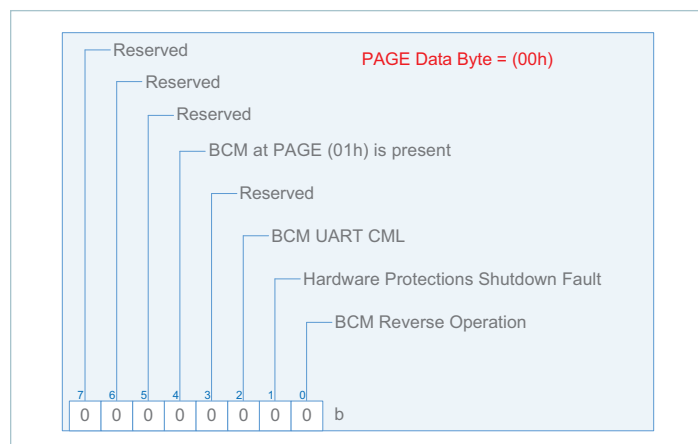 Reserved
PAGE Data Byte = (00h)
Reserved
Reserved
BCM at PAGE (01h) is present
Reserved
BCM UART CML
Hardware Protections Shutdown Fault
BCM Reverse Operation
7 6 5 4 3 2 1 0
0 0 0 0 0 0 0 0 b